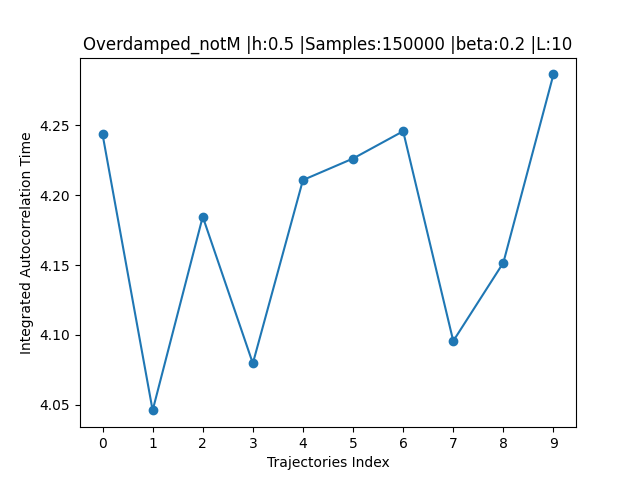 Overdamped_notM |h:0.5 |Samples:150000 |beta:0.2 |L:10
Integrated Autocorrelation Time
4.25
4.20
4.15
4.10
4.05
0 1 2 3 4 5 6 7 8 9
Trajectories Index